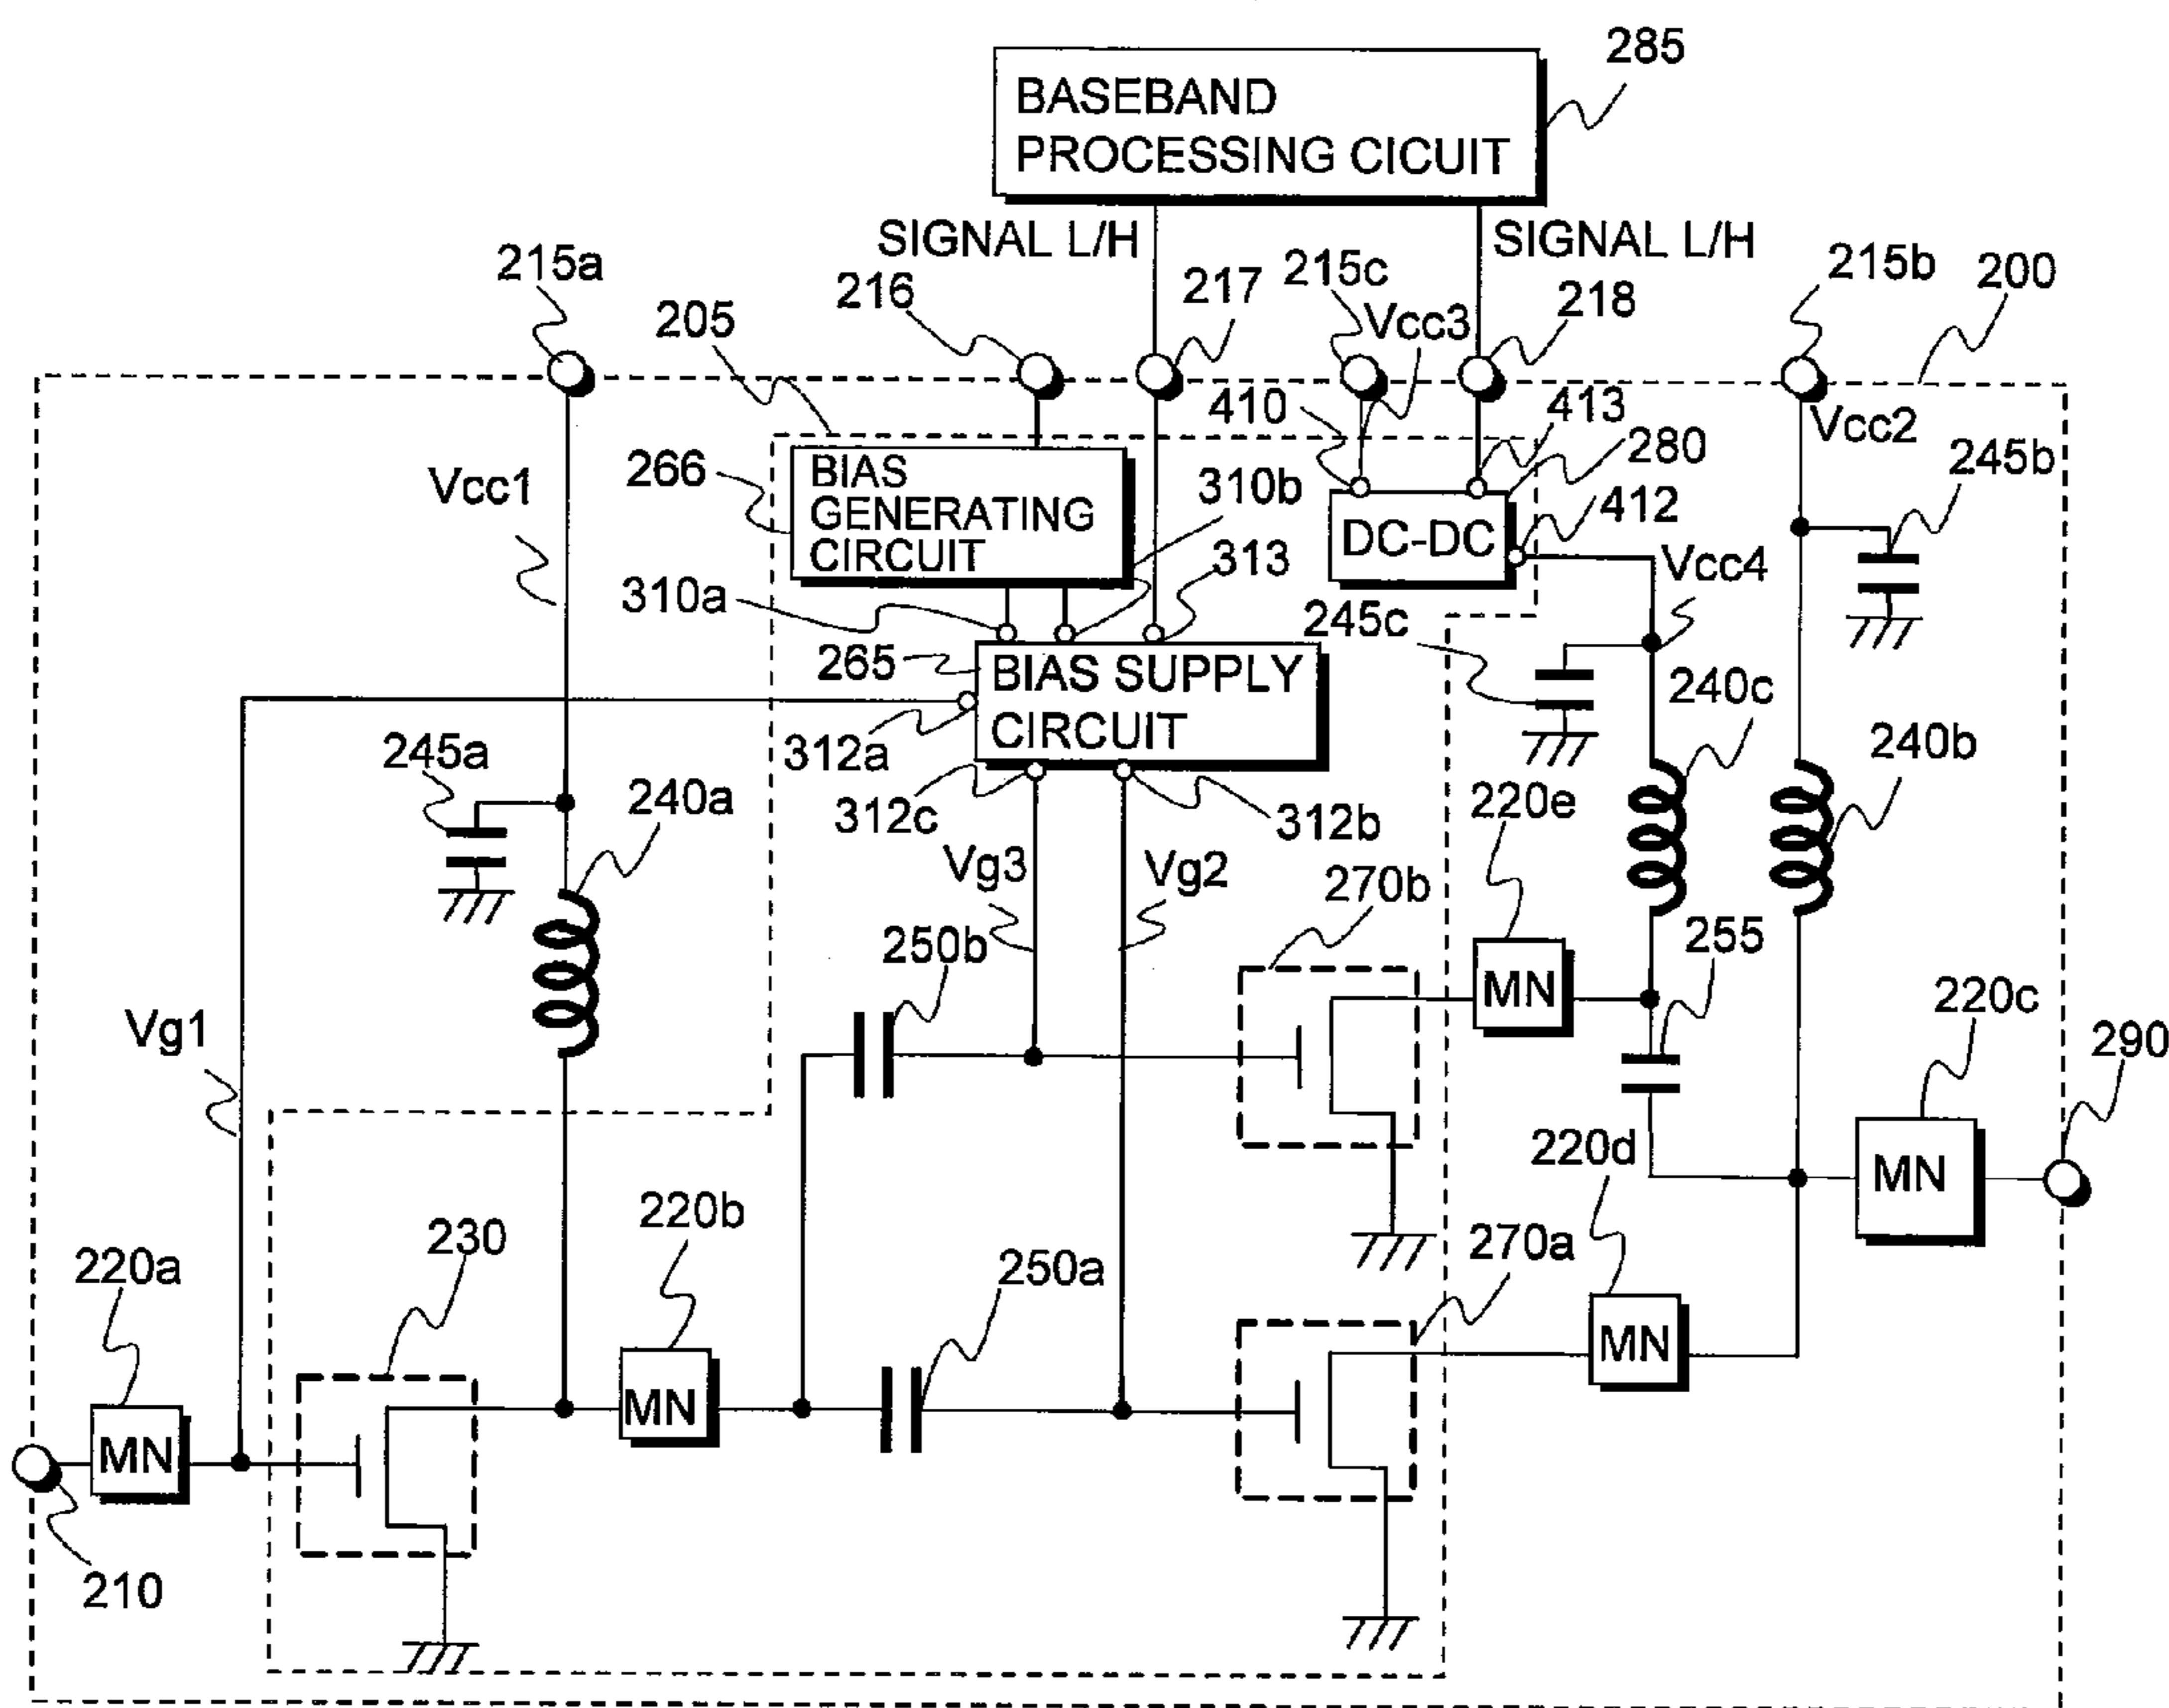 285
BASEBAND
PROCESSING CICUIT
SIGNAL L/H
SIGNAL L/H
215a
216
217
215c
Vcc3
218
215b
200
205
410
413
Vcc2
Vcc1
266
BIAS
GENERATING
CIRCUIT
310b
280
245b
412
DC-DC
313
Vcc4
310a
265
BIAS SUPPLY
CIRCUIT
245c
240c
312a
245a
240a
312c
312b
220e
240b
Vg3
Vg2
270b
250b
255
MN
220c
Vg1
290
220d
MN
220b
230
270a
220a
250a
MN
MN
MN
210